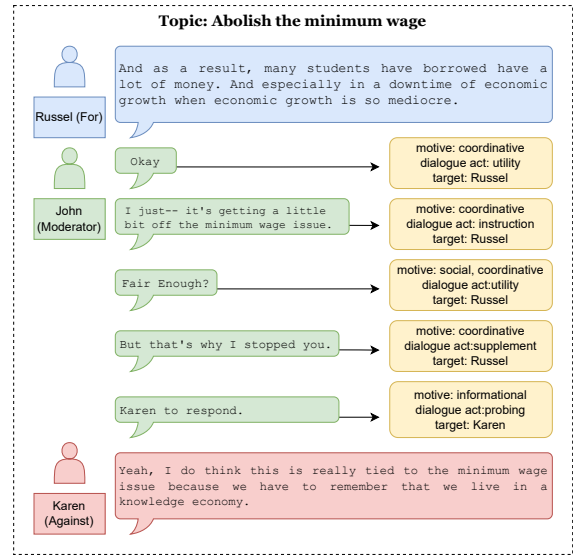 Topic: Abolish the minimum wage
And as a result, many students have borrowed have a
lot of money. And especially in a downtime of economic
growth when economic growth is so mediocre.
Russel (For)
Okay
motive: coordinative
dialogue act: utility
target: Russel
John
(Moderator)
I just-- it's getting a little
bit off the minimum wage issue.
motive: coordinative
dialogue act: instruction
target: Russel
Fair Enough?
motive: social, coordinative
dialogue act:utility
target: Russel
But that's why I stopped you.
motive: coordinative
dialogue act:supplement
target: Russel
Karen to respond.
motive: informational
dialogue act:probing
target: Karen
Yeah, I do think this is really tied to the minimum wage
issue because we have to remember that we live in a
knowledge economy.
Karen
(Against)